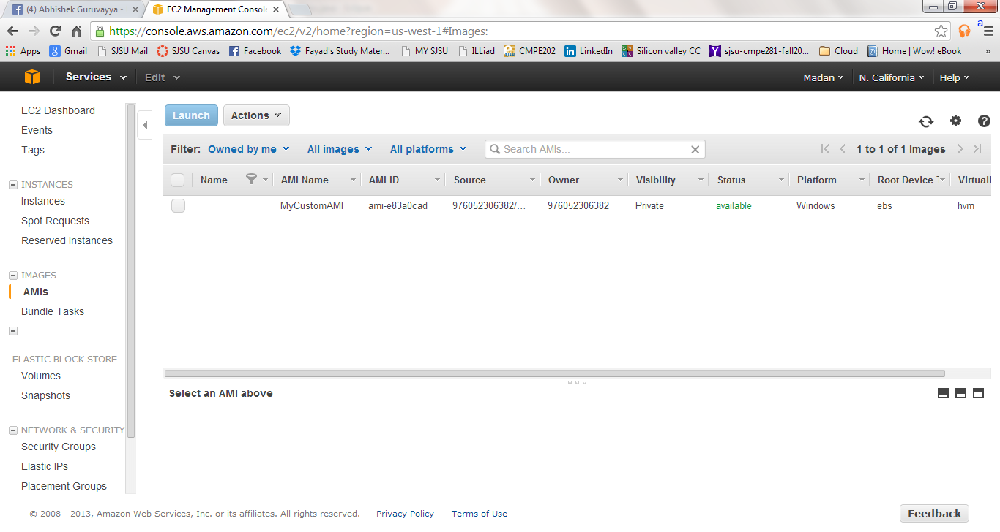 (4) Abhishek Guruvayya - EC2 Management Console
https://console.aws.amazon.com/ec2/v2/home?region=us-west-1#Images:
Apps Gmail SJSU Mail SJSU Canvas Facebook Fayad's Study Mater... MY SJSU ILLiad CMPE202 LinkedIn Silicon valley CC sjsu-cmpe281-fall20... Cloud Home | Wow! eBook »
Services Edit Madan N. California Help
EC2 Dashboard
Events
Tags
INSTANCES
Instances
Spot Requests
Reserved Instances
IMAGES
AMIs
Bundle Tasks
ELASTIC BLOCK STORE
Volumes
Snapshots
NETWORK & SECURITY
Security Groups
Elastic IPs
Placement Groups
Launch Actions
Filter: Owned by me All images All platforms Search AMIs... 1 to 1 of 1 Images
Name AMI Name AMI ID Source Owner Visibility Status Platform Root Device Virtuali
MyCustomAMI ami-e83a0cad 976052306382/... 976052306382 Private available Windows ebs hvm
Select an AMI above
© 2008 - 2013, Amazon Web Services, Inc. or its affiliates. All rights reserved. Privacy Policy Terms of Use Feedback